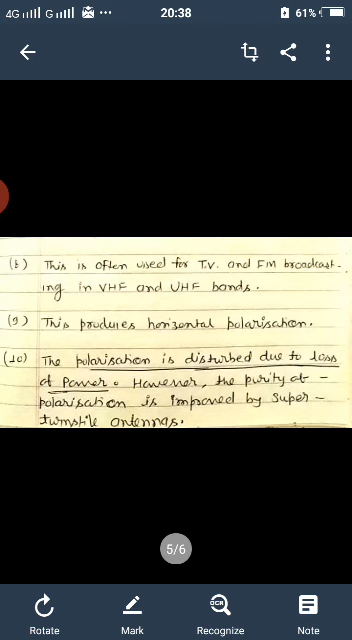 4G G ... 20:38 61%
(8) This is often used for T.V. and FM broadcast-
ing in VHF and UHF bands.
(9) This produces horizontal polarisation.
(10) The polarisation is disturbed due to loss
of power. However, the purity of -
polarisation is improved by super -
turnstile antennas.
5/6
OCR
Rotate Mark Recognize Note